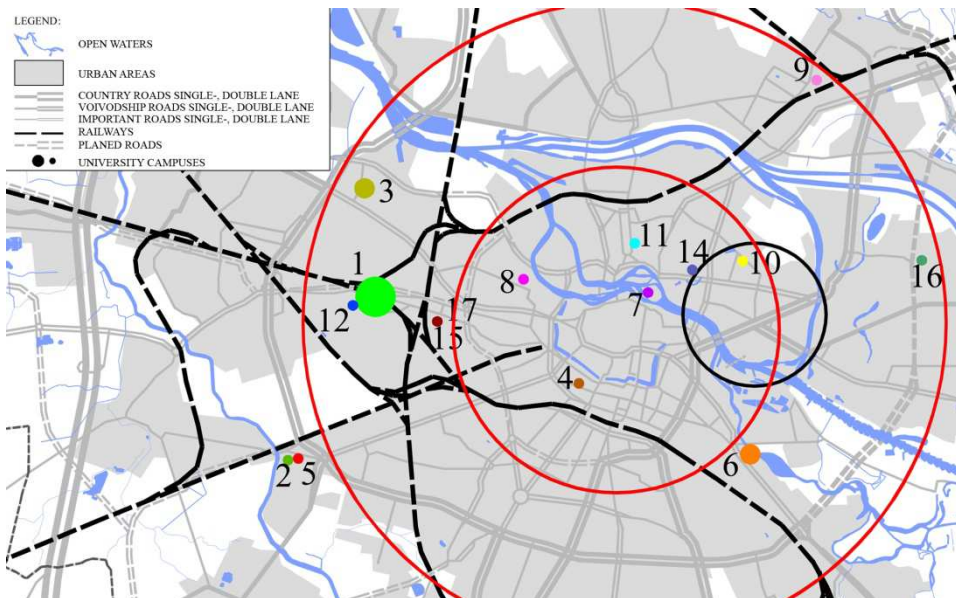 LEGEND:
OPEN WATERS
URBAN AREAS
COUNTRY ROADS SINGLE-, DOUBLE LANE
VOIVODSHIP ROADS SINGLE-, DOUBLE LANE
IMPORTANT ROADS SINGLE-, DOUBLE LANE
RAILWAYS
PLANED ROADS
UNIVERSITY CAMPUSES
9
3
11
14
10
1
8
16
7
12
17
15
4
6
2 5